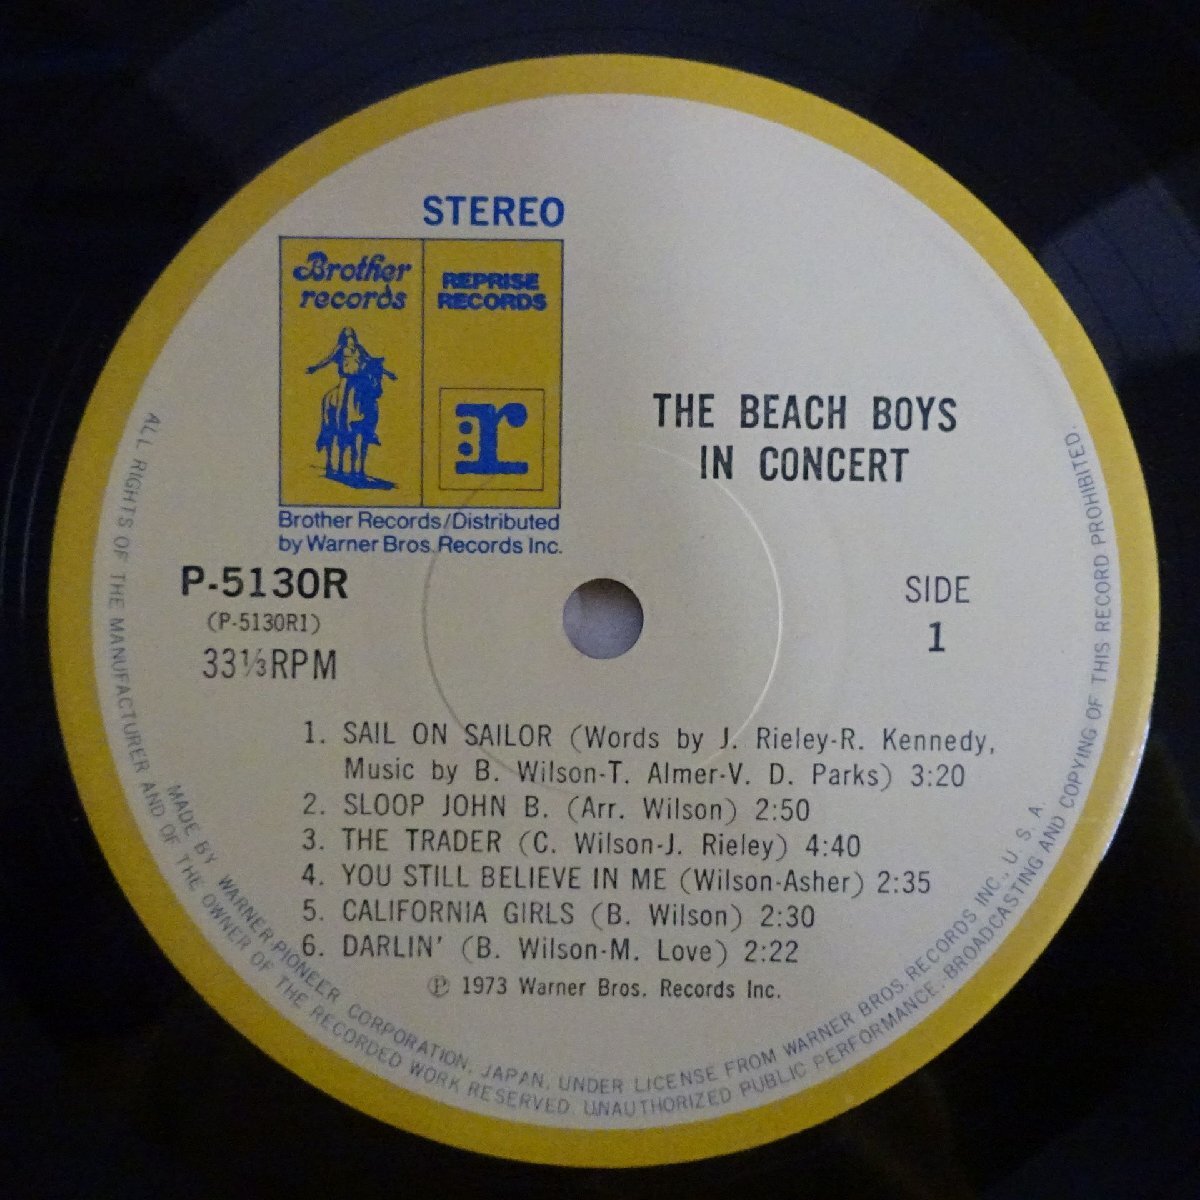 STEREO
Brother
records
REPRISE
RECORDS
:r
Brother Records/Distributed
by Warner Bros. Records Inc.
THE BEACH BOYS
IN CONCERT
P-5130R
(P-5130R1)
33⅓RPM
SIDE
1
1. SAIL ON SAILOR (Words by J. Rieley-R. Kennedy,
Music by B. Wilson-T. Almer-V. D. Parks) 3:20
2. SLOOP JOHN B. (Arr. Wilson) 2:50
3. THE TRADER (C. Wilson-J. Rieley) 4:40
4. YOU STILL BELIEVE IN ME (Wilson-Asher) 2:35
5. CALIFORNIA GIRLS (B. Wilson) 2:30
6. DARLIN' (B. Wilson-M. Love) 2:22
℗ 1973 Warner Bros. Records Inc.
MADE BY WARNER-PIONEER CORPORATION, JAPAN, UNDER LICENSE FROM WARNER BROS. RECORDS INC., U. S. A
ALL RIGHTS OF THE MANUFACTURER AND OF THE OWNER OF THE RECORDED WORK RESERVED. UNAUTHORIZED PUBLIC PERFORMANCE. BROADCASTING AND COPYING OF THIS RECORD PROHIBITED.